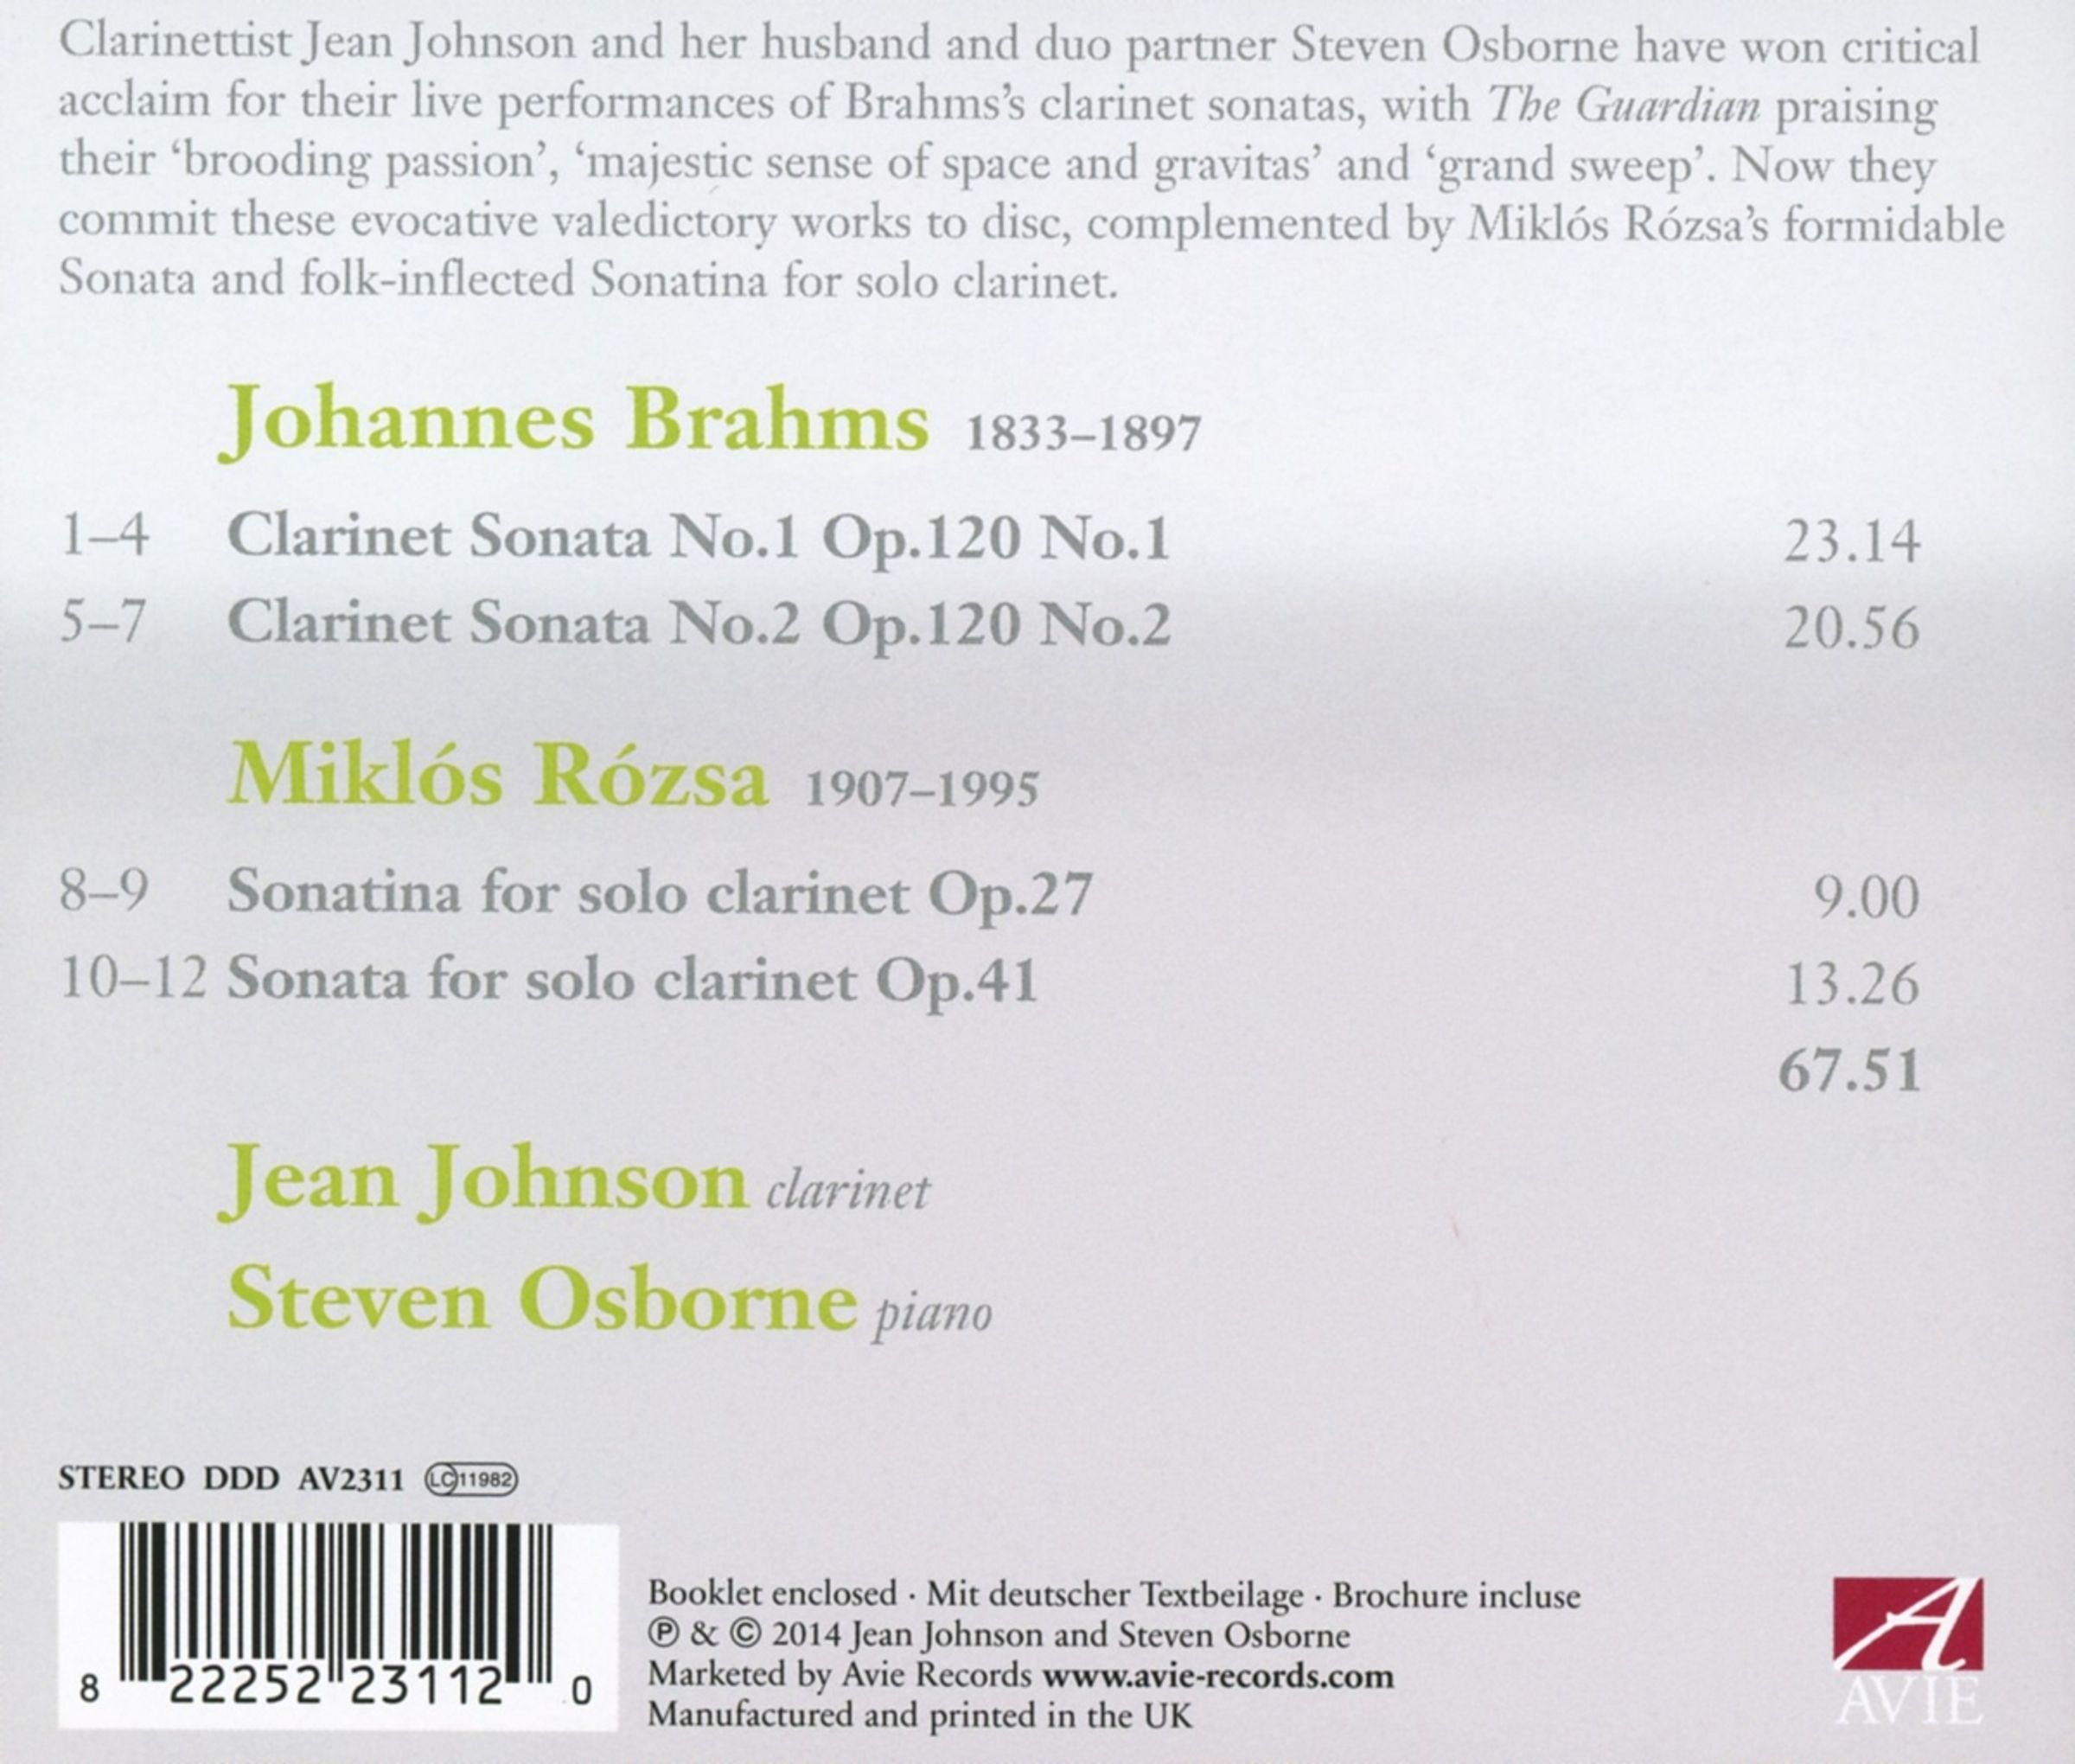 Clarinettist Jean Johnson and her husband and duo partner Steven Osborne have won critical
acclaim for their live performances of Brahms's clarinet sonatas, with The Guardian praising
their ‘brooding passion’, ‘majestic sense of space and gravitas’ and ‘grand sweep’. Now they
commit these evocative valedictory works to disc, complemented by Miklós Rózsa’s formidable
Sonata and folk-inflected Sonatina for solo clarinet.
Johannes Brahms 1833–1897
1–4 Clarinet Sonata No.1 Op.120 No.1 23.14
5–7 Clarinet Sonata No.2 Op.120 No.2 20.56
Miklós Rózsa 1907–1995
8–9 Sonatina for solo clarinet Op.27 9.00
10–12 Sonata for solo clarinet Op.41 13.26
67.51
Jean Johnson clarinet
Steven Osborne piano
STEREO DDD AV2311 LC 11982
8 22252 23112 0
Booklet enclosed · Mit deutscher Textbeilage · Brochure incluse
℗ & © 2014 Jean Johnson and Steven Osborne
Marketed by Avie Records www.avie-records.com
Manufactured and printed in the UK
A
AVIE